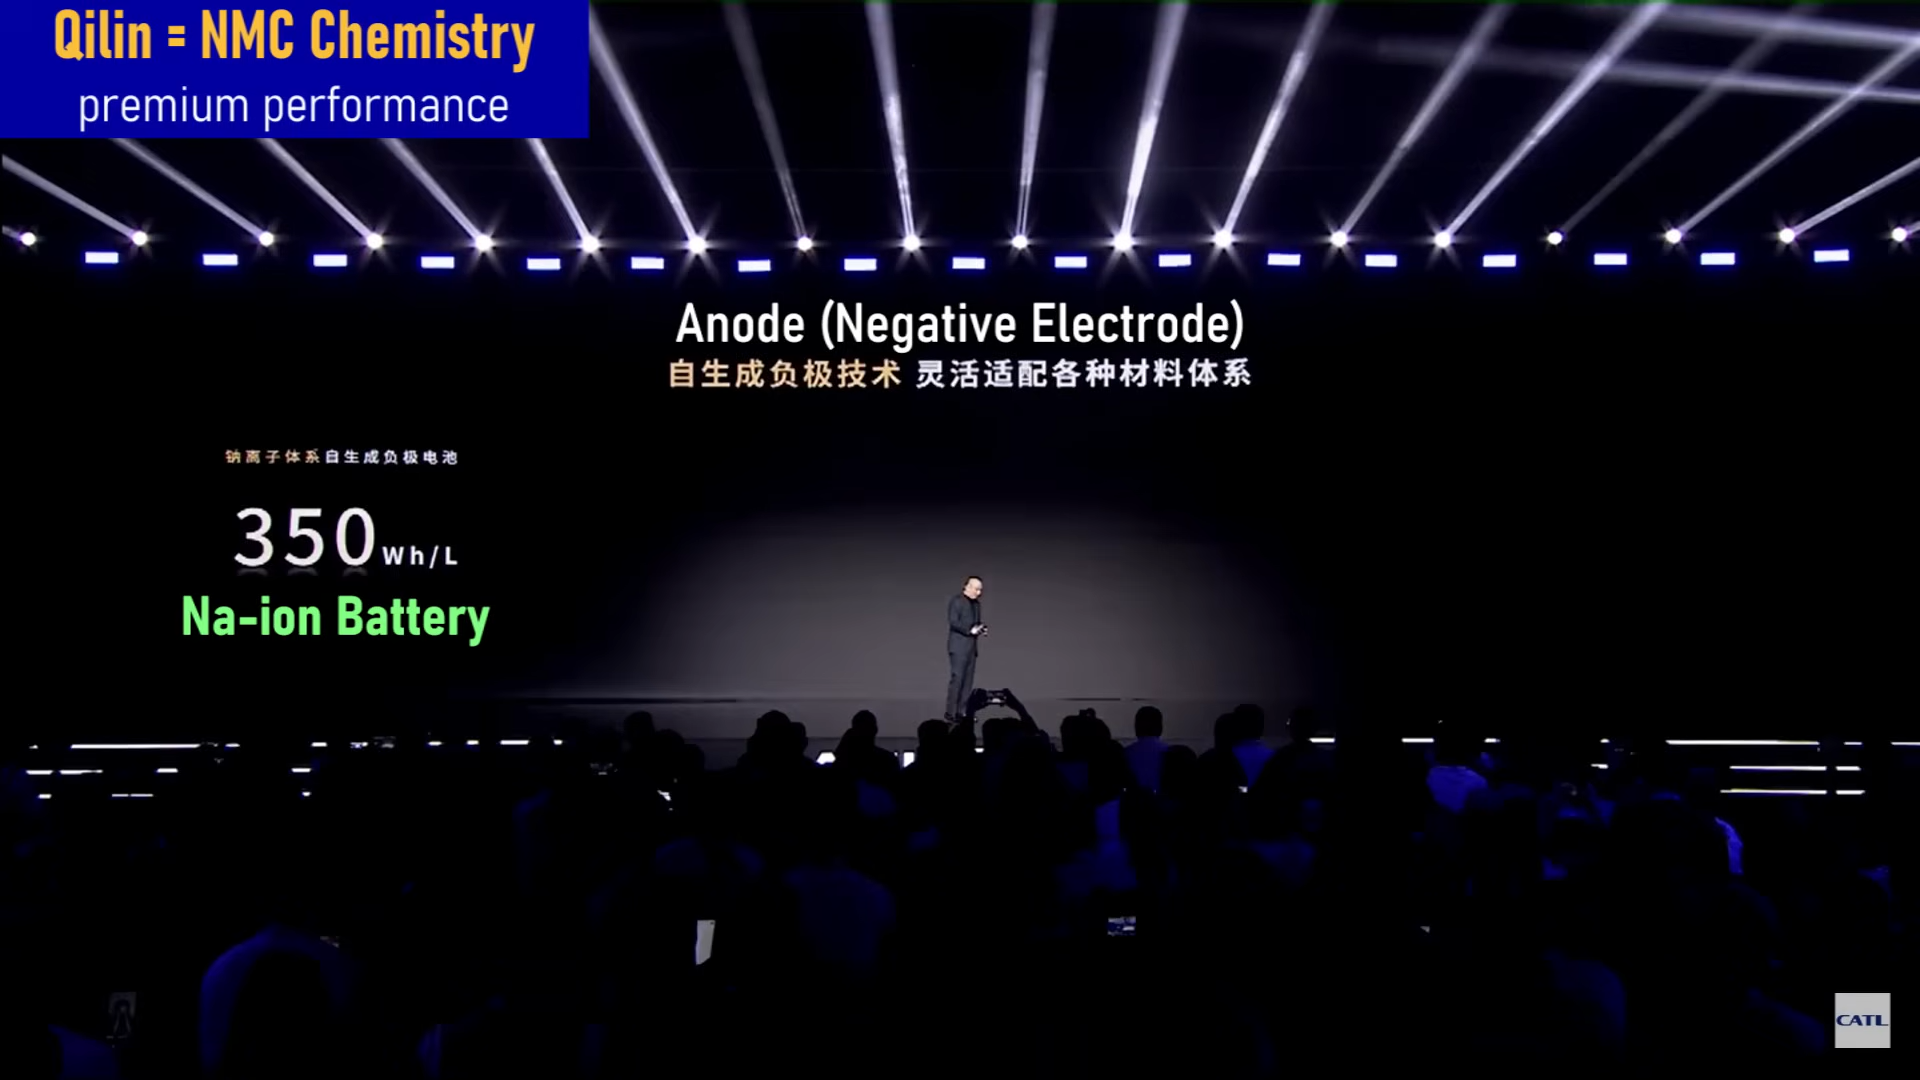 Qilin = NMC Chemistry
premium performance
Anode (Negative Electrode)
自生成负极技术 灵活适配各种材料体系
钠离子体系自生成负极电池
350Wh/L
Na-ion Battery
CATL